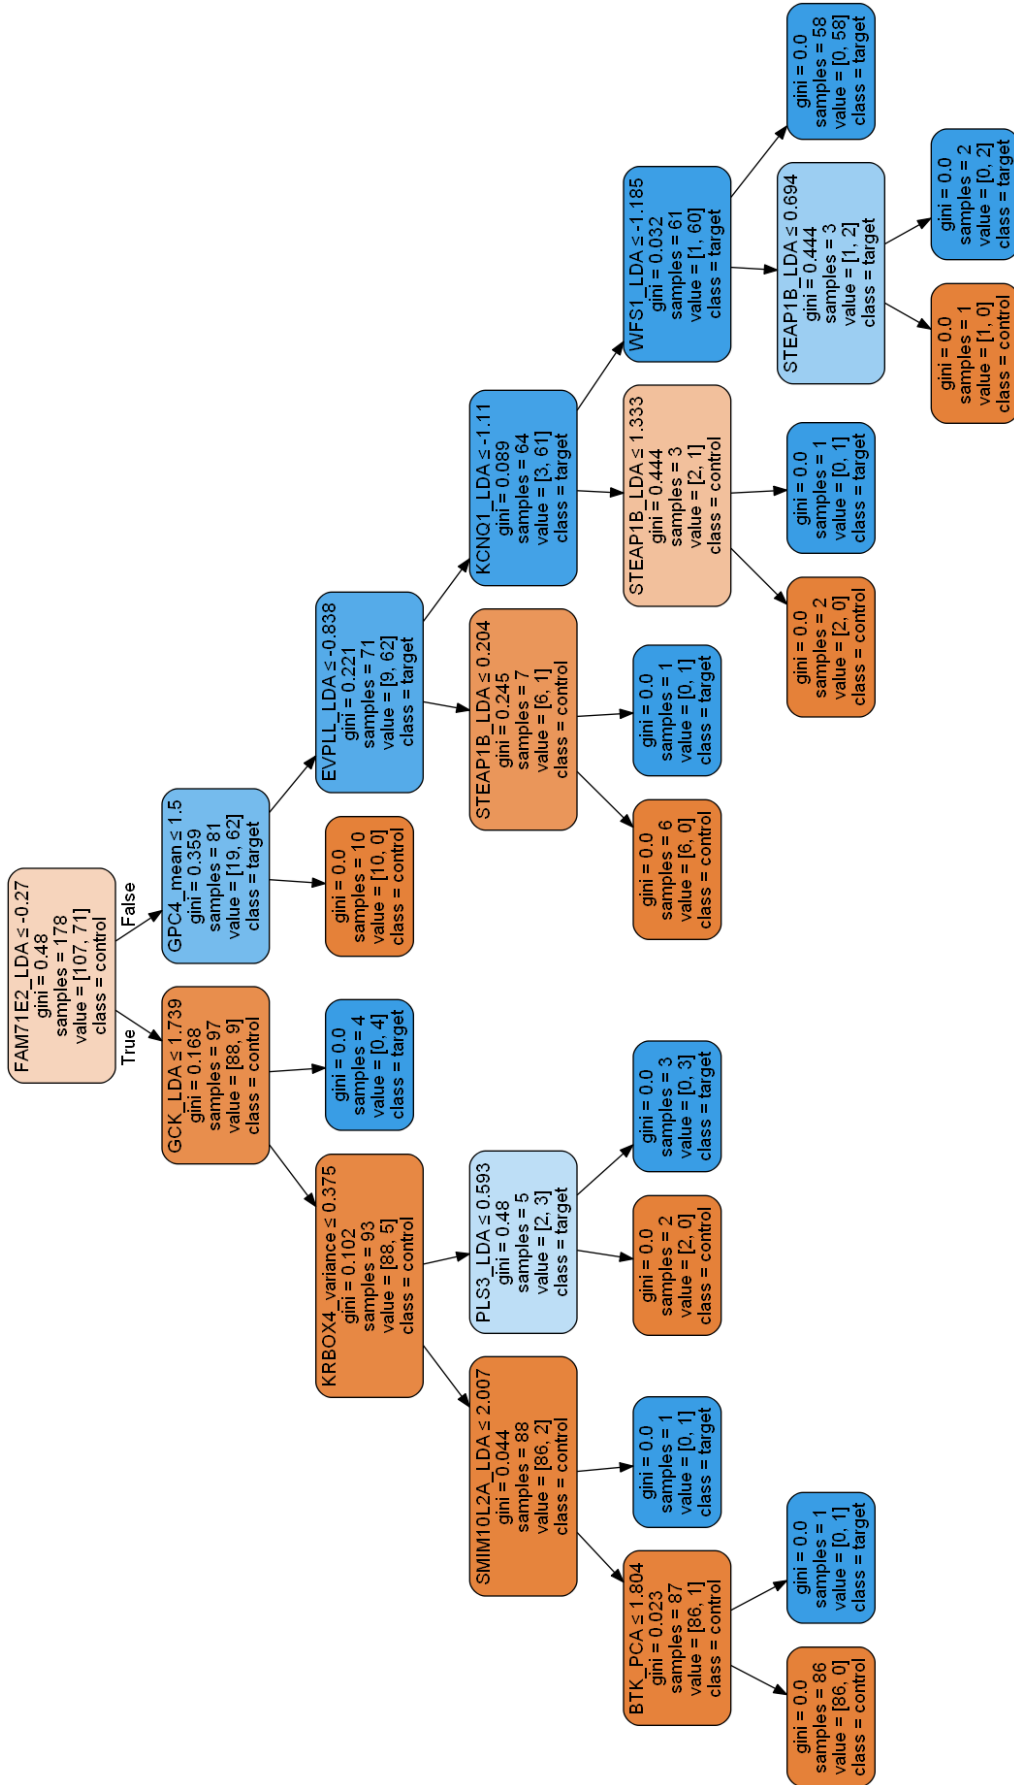 FAM71E2_LDA ≤ -0.27
gini = 0.48
samples = 178
value = [107, 71]
class = control
True
False
GCK_LDA ≤ 1.739
gini = 0.168
samples = 97
value = [88, 9]
class = control
GPC4_mean ≤ 1.5
gini = 0.359
samples = 81
value = [19, 62]
class = target
KRBOX4_variance ≤ 0.375
gini = 0.102
samples = 93
value = [88, 5]
class = control
gini = 0.0
samples = 4
value = [0, 4]
class = target
gini = 0.0
samples = 10
value = [10, 0]
class = control
EVPLL_LDA ≤ -0.838
gini = 0.221
samples = 71
value = [9, 62]
class = target
SMIM10L2A_LDA ≤ 2.007
gini = 0.044
samples = 88
value = [86, 2]
class = control
PLS3_LDA ≤ 0.593
gini = 0.48
samples = 5
value = [2, 3]
class = target
STEAP1B_LDA ≤ 0.204
gini = 0.245
samples = 7
value = [6, 1]
class = control
KCNQ1_LDA ≤ -1.11
gini = 0.089
samples = 64
value = [3, 61]
class = target
BTK_PCA ≤ 1.804
gini = 0.023
samples = 87
value = [86, 1]
class = control
gini = 0.0
samples = 1
value = [0, 1]
class = target
gini = 0.0
samples = 2
value = [2, 0]
class = control
gini = 0.0
samples = 3
value = [0, 3]
class = target
gini = 0.0
samples = 6
value = [6, 0]
class = control
gini = 0.0
samples = 1
value = [0, 1]
class = target
STEAP1B_LDA ≤ 1.333
gini = 0.444
samples = 3
value = [2, 1]
class = control
WFS1_LDA ≤ -1.185
gini = 0.032
samples = 61
value = [1, 60]
class = target
gini = 0.0
samples = 86
value = [86, 0]
class = control
gini = 0.0
samples = 1
value = [0, 1]
class = target
gini = 0.0
samples = 2
value = [2, 0]
class = control
gini = 0.0
samples = 1
value = [0, 1]
class = target
STEAP1B_LDA ≤ 0.694
gini = 0.444
samples = 3
value = [1, 2]
class = target
gini = 0.0
samples = 58
value = [0, 58]
class = target
gini = 0.0
samples = 1
value = [1, 0]
class = control
gini = 0.0
samples = 2
value = [0, 2]
class = target